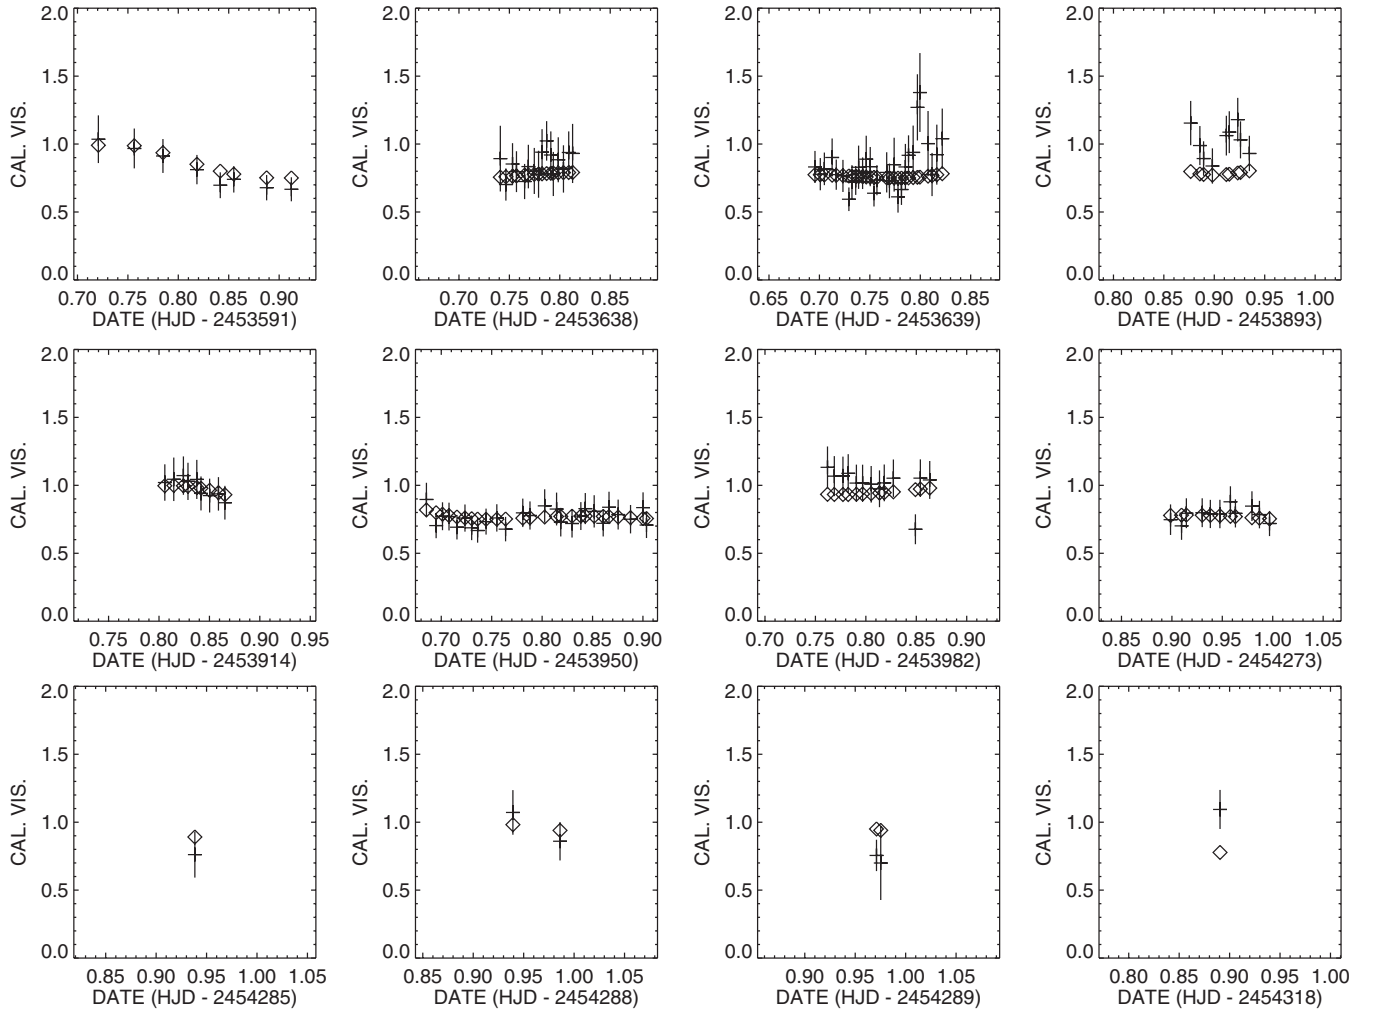 2.0 2.0 2.0 2.0
1.5 1.5 1.5 1.5
CAL. VIS. CAL. VIS. CAL. VIS. CAL. VIS.
1.0 1.0 1.0 1.0
0.5 0.5 0.5 0.5
0.0 0.0 0.0 0.0
0.70 0.75 0.80 0.85 0.90 0.70 0.75 0.80 0.85 0.65 0.70 0.75 0.80 0.85 0.80 0.85 0.90 0.95 1.00
DATE (HJD - 2453591) DATE (HJD - 2453638) DATE (HJD - 2453639) DATE (HJD - 2453893)
2.0 2.0 2.0 2.0
1.5 1.5 1.5 1.5
CAL. VIS. CAL. VIS. CAL. VIS. CAL. VIS.
1.0 1.0 1.0 1.0
0.5 0.5 0.5 0.5
0.0 0.0 0.0 0.0
0.75 0.80 0.85 0.90 0.95 0.70 0.75 0.80 0.85 0.90 0.70 0.75 0.80 0.85 0.90 0.85 0.90 0.95 1.00 1.05
DATE (HJD - 2453914) DATE (HJD - 2453950) DATE (HJD - 2453982) DATE (HJD - 2454273)
2.0 2.0 2.0 2.0
1.5 1.5 1.5 1.5
CAL. VIS. CAL. VIS. CAL. VIS. CAL. VIS.
1.0 1.0 1.0 1.0
0.5 0.5 0.5 0.5
0.0 0.0 0.0 0.0
0.85 0.90 0.95 1.00 1.05 0.85 0.90 0.95 1.00 1.05 0.90 0.95 1.00 1.05 0.80 0.85 0.90 0.95 1.00
DATE (HJD - 2454285) DATE (HJD - 2454288) DATE (HJD - 2454289) DATE (HJD - 2454318)